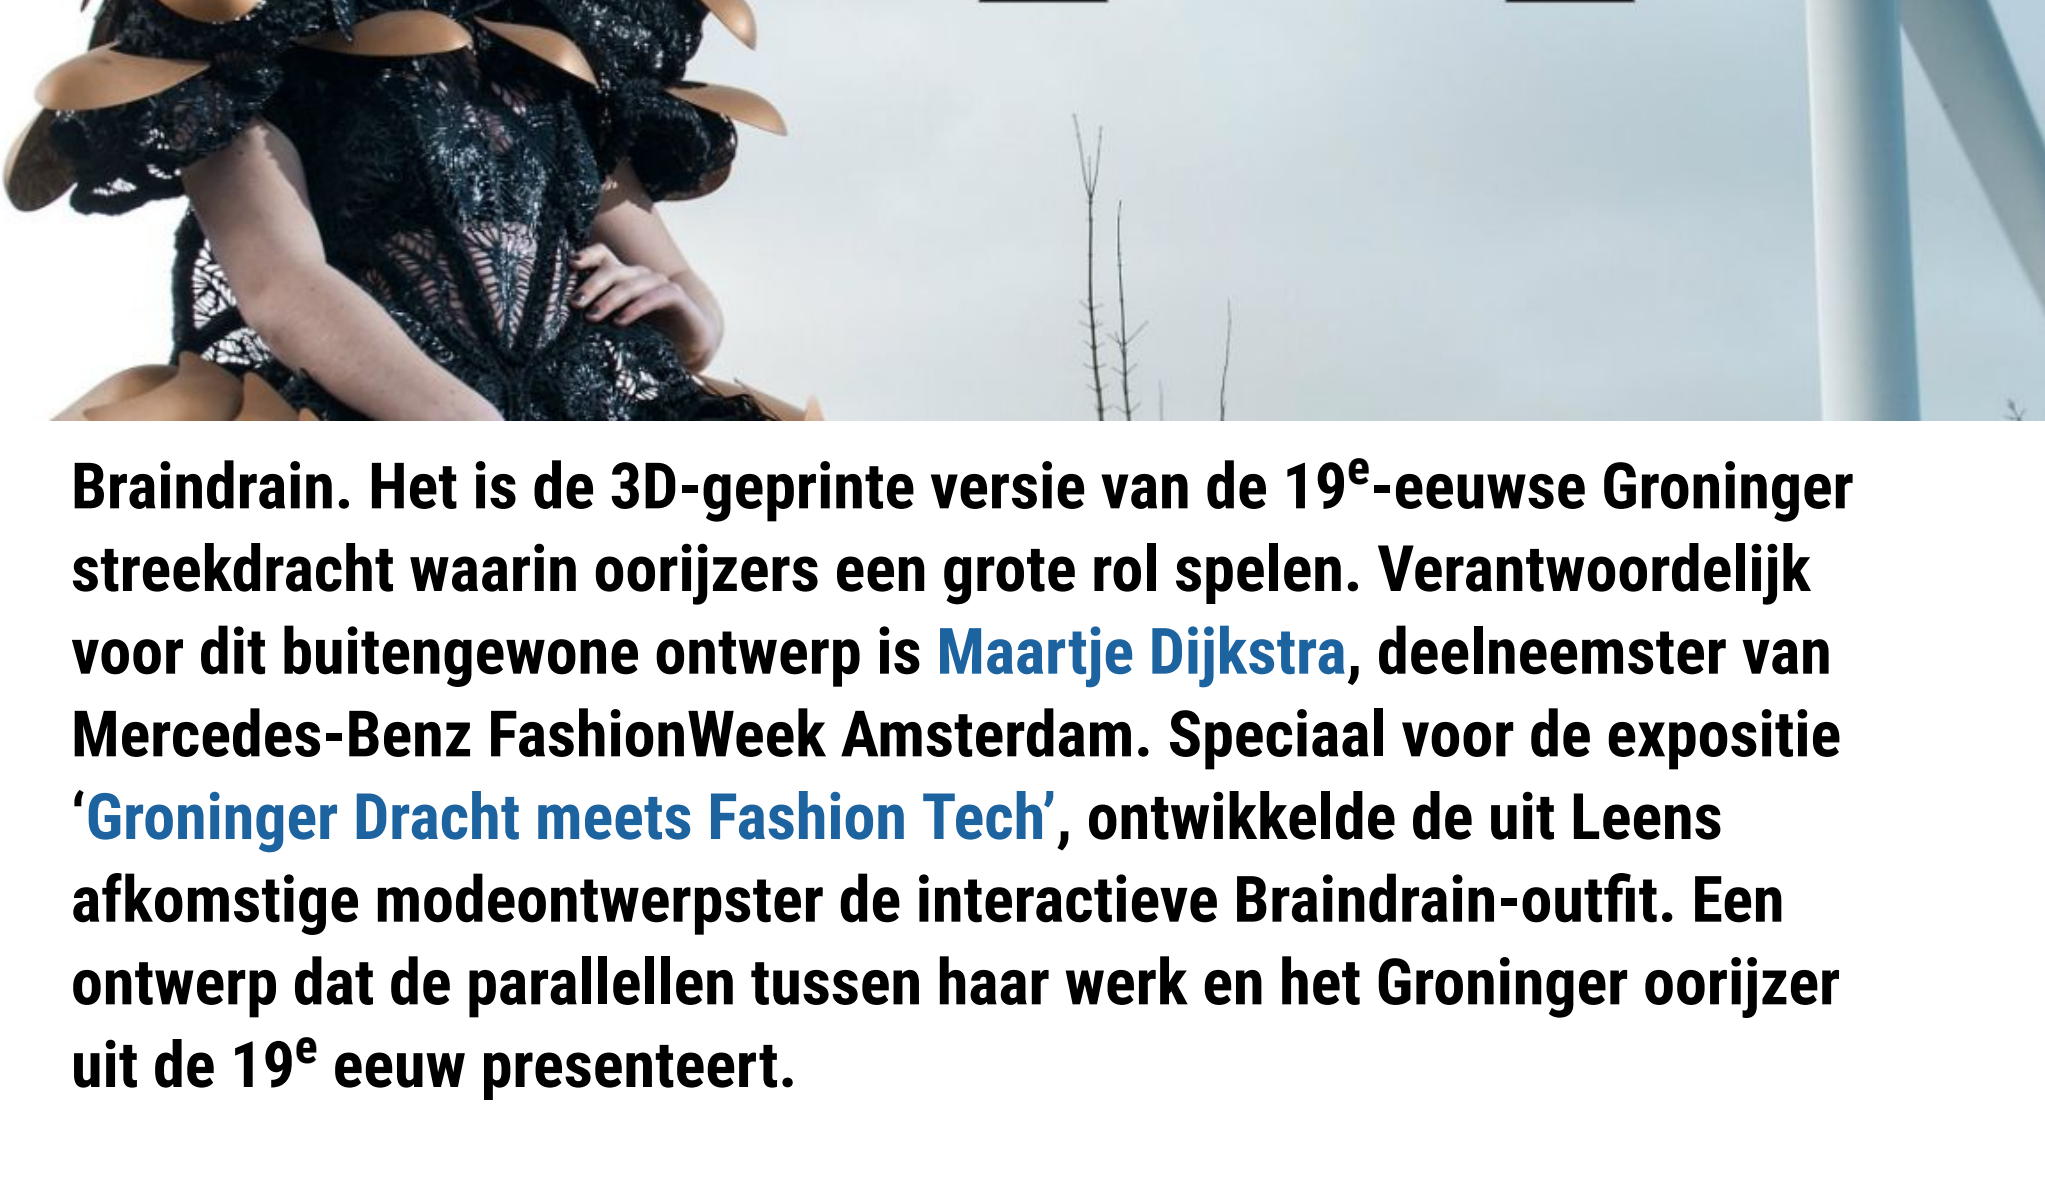 Braindrain. Het is de 3D-geprinte versie van de 19ᵉ-eeuwse Groninger
streekdracht waarin oorijzers een grote rol spelen. Verantwoordelijk
voor dit buitengewone ontwerp is Maartje Dijkstra, deelneemster van
Mercedes-Benz FashionWeek Amsterdam. Speciaal voor de expositie
‘Groninger Dracht meets Fashion Tech’, ontwikkelde de uit Leens
afkomstige modeontwerpster de interactieve Braindrain-outfit. Een
ontwerp dat de parallellen tussen haar werk en het Groninger oorijzer
uit de 19ᵉ eeuw presenteert.